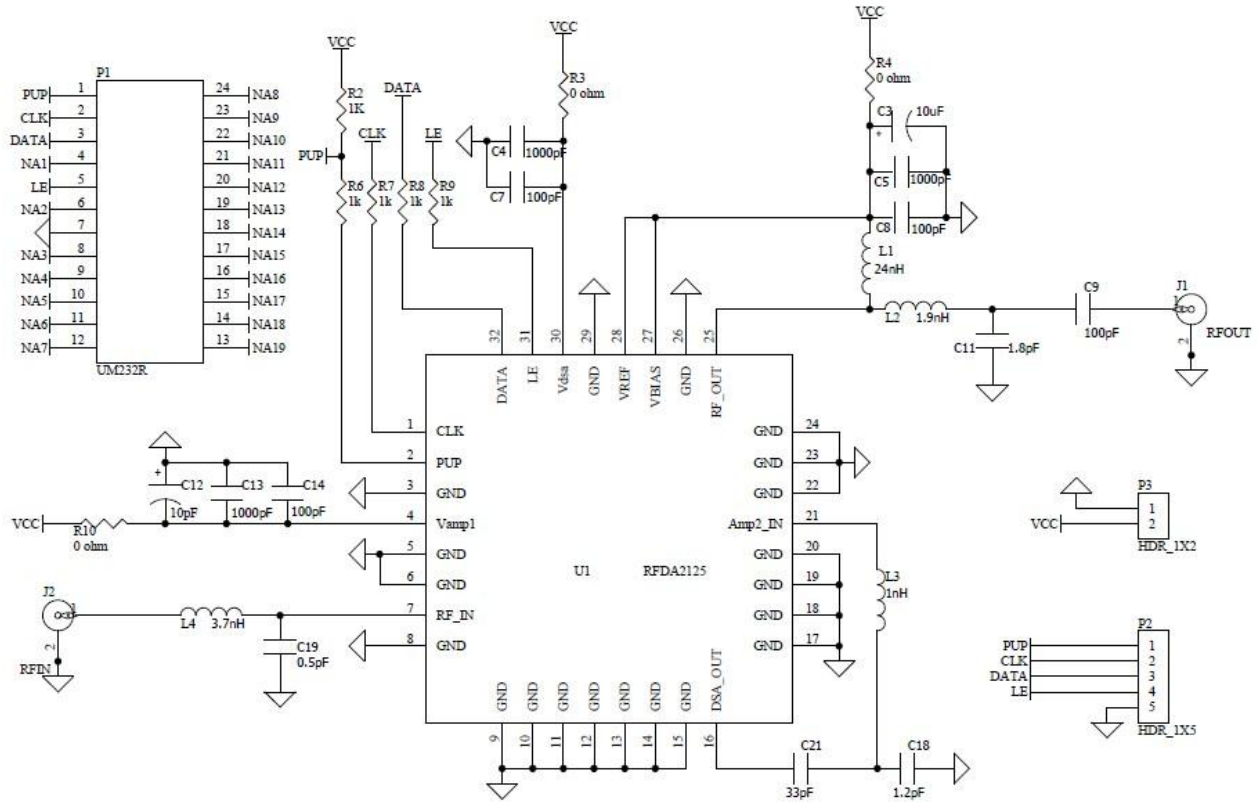 VCC
VCC
VCC
P1
PUP 1 24 NA8
CLK 2 23 NA9
DATA 3 22 NA10
NA1 4 21 NA11
LE 5 20 NA12
NA2 6 19 NA13
7 18 NA14
NA3 8 17 NA15
NA4 9 16 NA16
NA5 10 15 NA17
NA6 11 14 NA18
NA7 12 13 NA19
UM232R
R2
1K
DATA
CLK
LE
PUP
R6
1k
R7
1k
R8
1k
R9
1k
R3
0 ohm
C4
1000pF
C7
100pF
R4
0 ohm
C3
10uF
+
C5
1000pF
C8
100pF
L1
24nH
L2
1.9nH
C11
1.8pF
C9
100pF
J1
1
2
RFOUT
32 31 30 29 28 27 26 25
DATA LE Vdsa GND VREF VBIAS GND RF_OUT
1 CLK
2 PUP
3 GND
4 Vamp1
5 GND
6 GND
7 RF_IN
8 GND
U1 RFDA2125
GND 24
GND 23
GND 22
Amp2_IN 21
GND 20
GND 19
GND 18
GND 17
GND GND GND GND GND GND GND DSA_OUT
9 10 11 12 13 14 15 16
+
C12
10pF
C13
1000pF
C14
100pF
VCC
R10
0 ohm
J2
1
2
RFIN
L4
3.7nH
C19
0.5pF
L3
1nH
C21
33pF
C18
1.2pF
P3
1
VCC 2
HDR_1X2
P2
PUP 1
CLK 2
DATA 3
LE 4
5
HDR_1X5